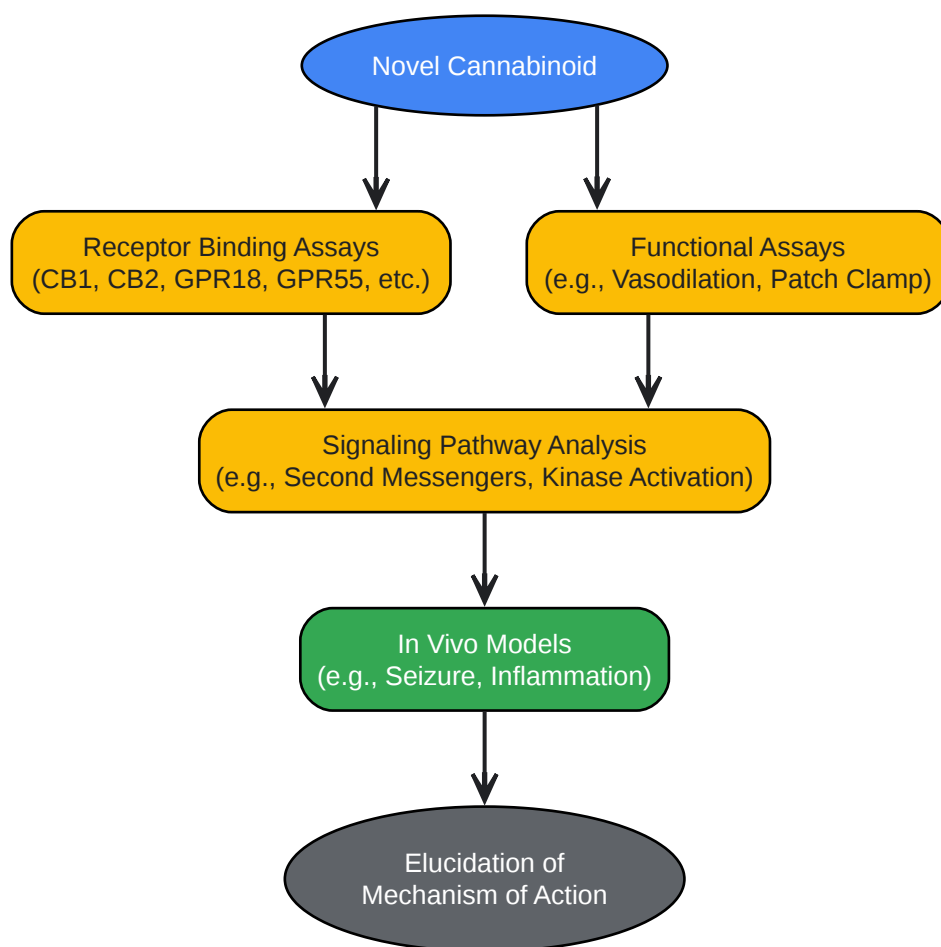 Novel Cannabinoid
Receptor Binding Assays
(CB1, CB2, GPR18, GPR55, etc.)
Functional Assays
(e.g., Vasodilation, Patch Clamp)
Signaling Pathway Analysis
(e.g., Second Messengers, Kinase Activation)
In Vivo Models
(e.g., Seizure, Inflammation)
Elucidation of
Mechanism of Action